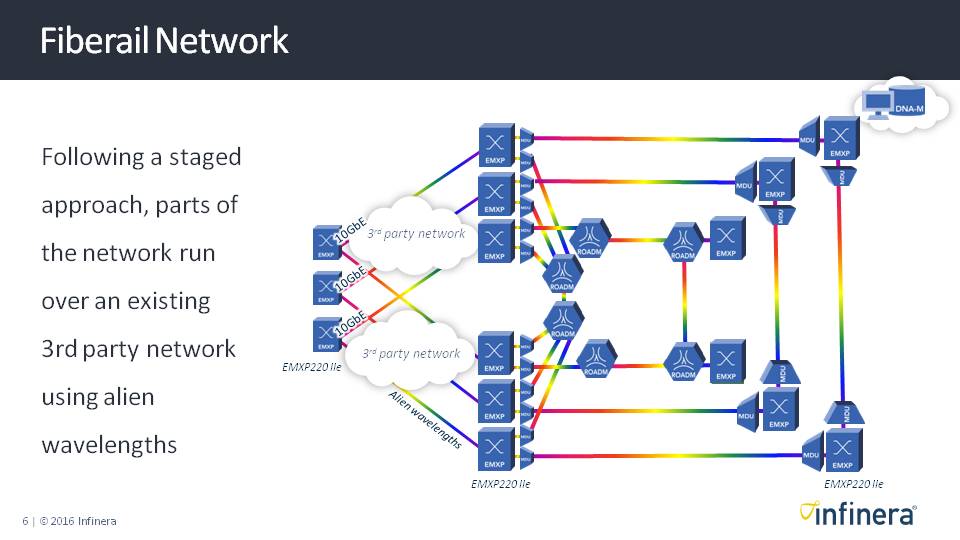 Fiberail Network
DNA-M
Following a staged
approach, parts of
the network run
over an existing
3rd party network
using alien
wavelengths
EMXP
MDU
MDU
MDU
EMXP
MDU
EMXP
MDU
MDU
EMXP
MDU
EMXP
MDU
MDU
MDU
EMXP
10GbE
3rd party network
EMXP
ROADM
ROADM
EMXP
EMXP
10GbE
ROADM
EMXP
10GbE
ROADM
3rd party network
EMXP220 IIe
EMXP
MDU
MDU
ROADM
ROADM
EMXP
MDU
EMXP
MDU
MDU
MDU
EMXP
MDU
Alien wavelengths
EMXP
MDU
MDU
MDU
EMXP
EMXP220 IIe
EMXP220 IIe
6 | © 2016 Infinera
infinera®